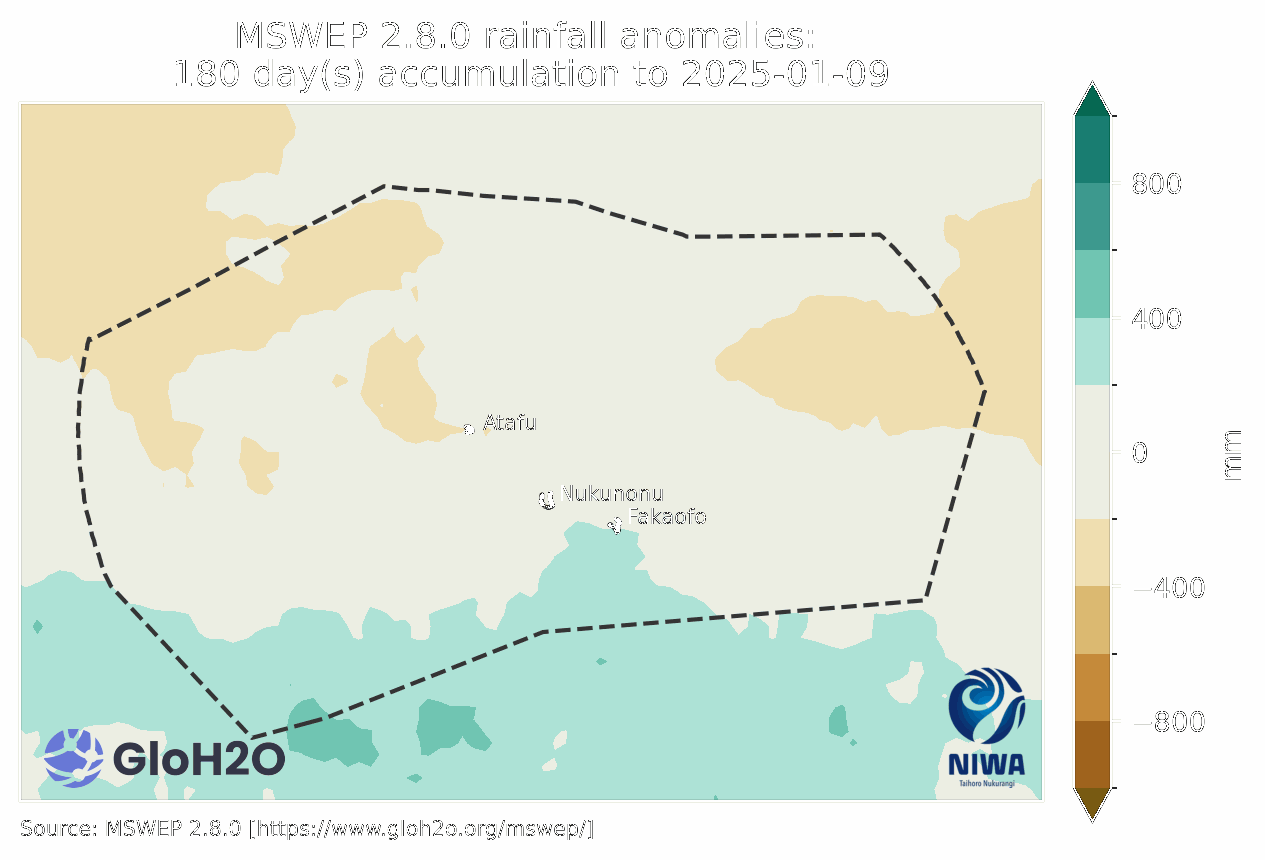 MSWEP 2.8.0 rainfall anomalies:
180 day(s) accumulation to 2025-01-09
800
400
0
−400
−800
mm
Atafu
Nukunonu
Fakaofo
GloH2O
NIWA
Taihoro Nukurangi
Source: MSWEP 2.8.0 [https://www.gloh2o.org/mswep/]